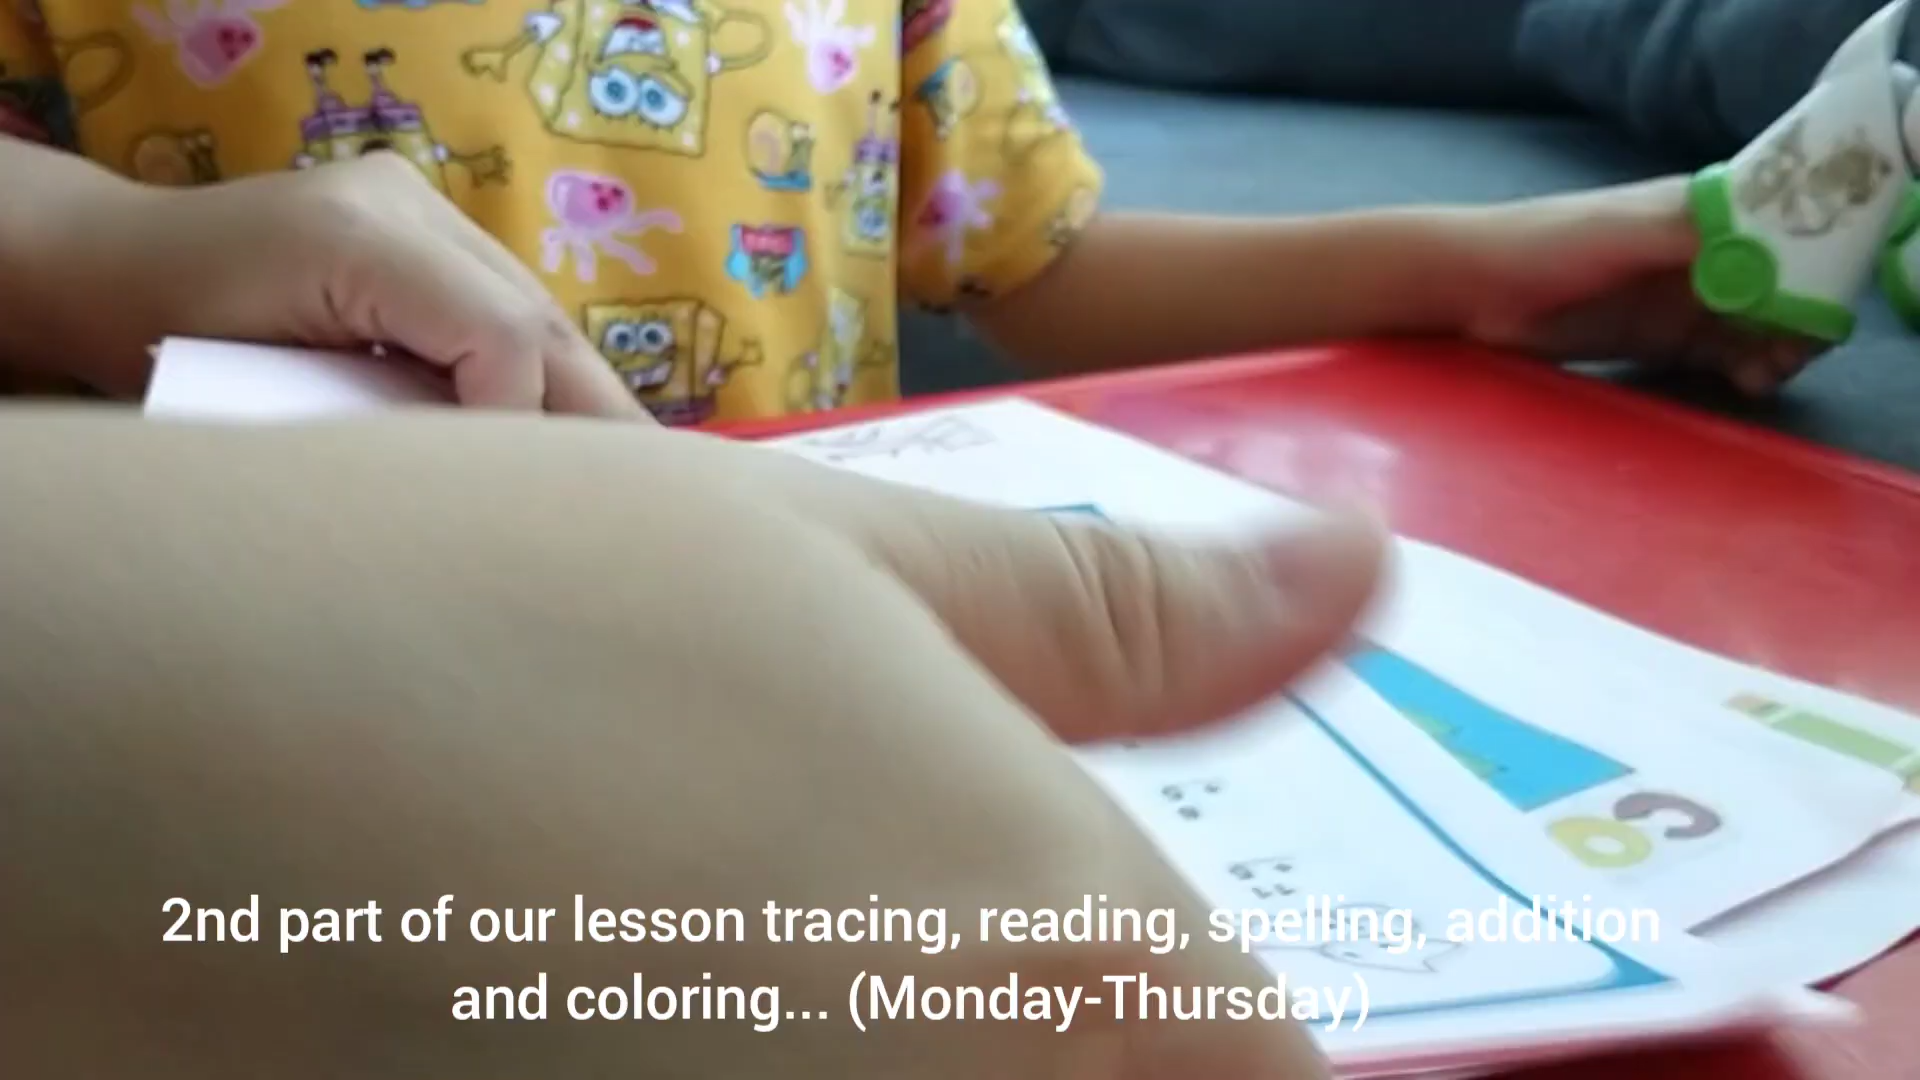 2nd part of our lesson tracing, reading, spelling, addition
and coloring... (Monday-Thursday)